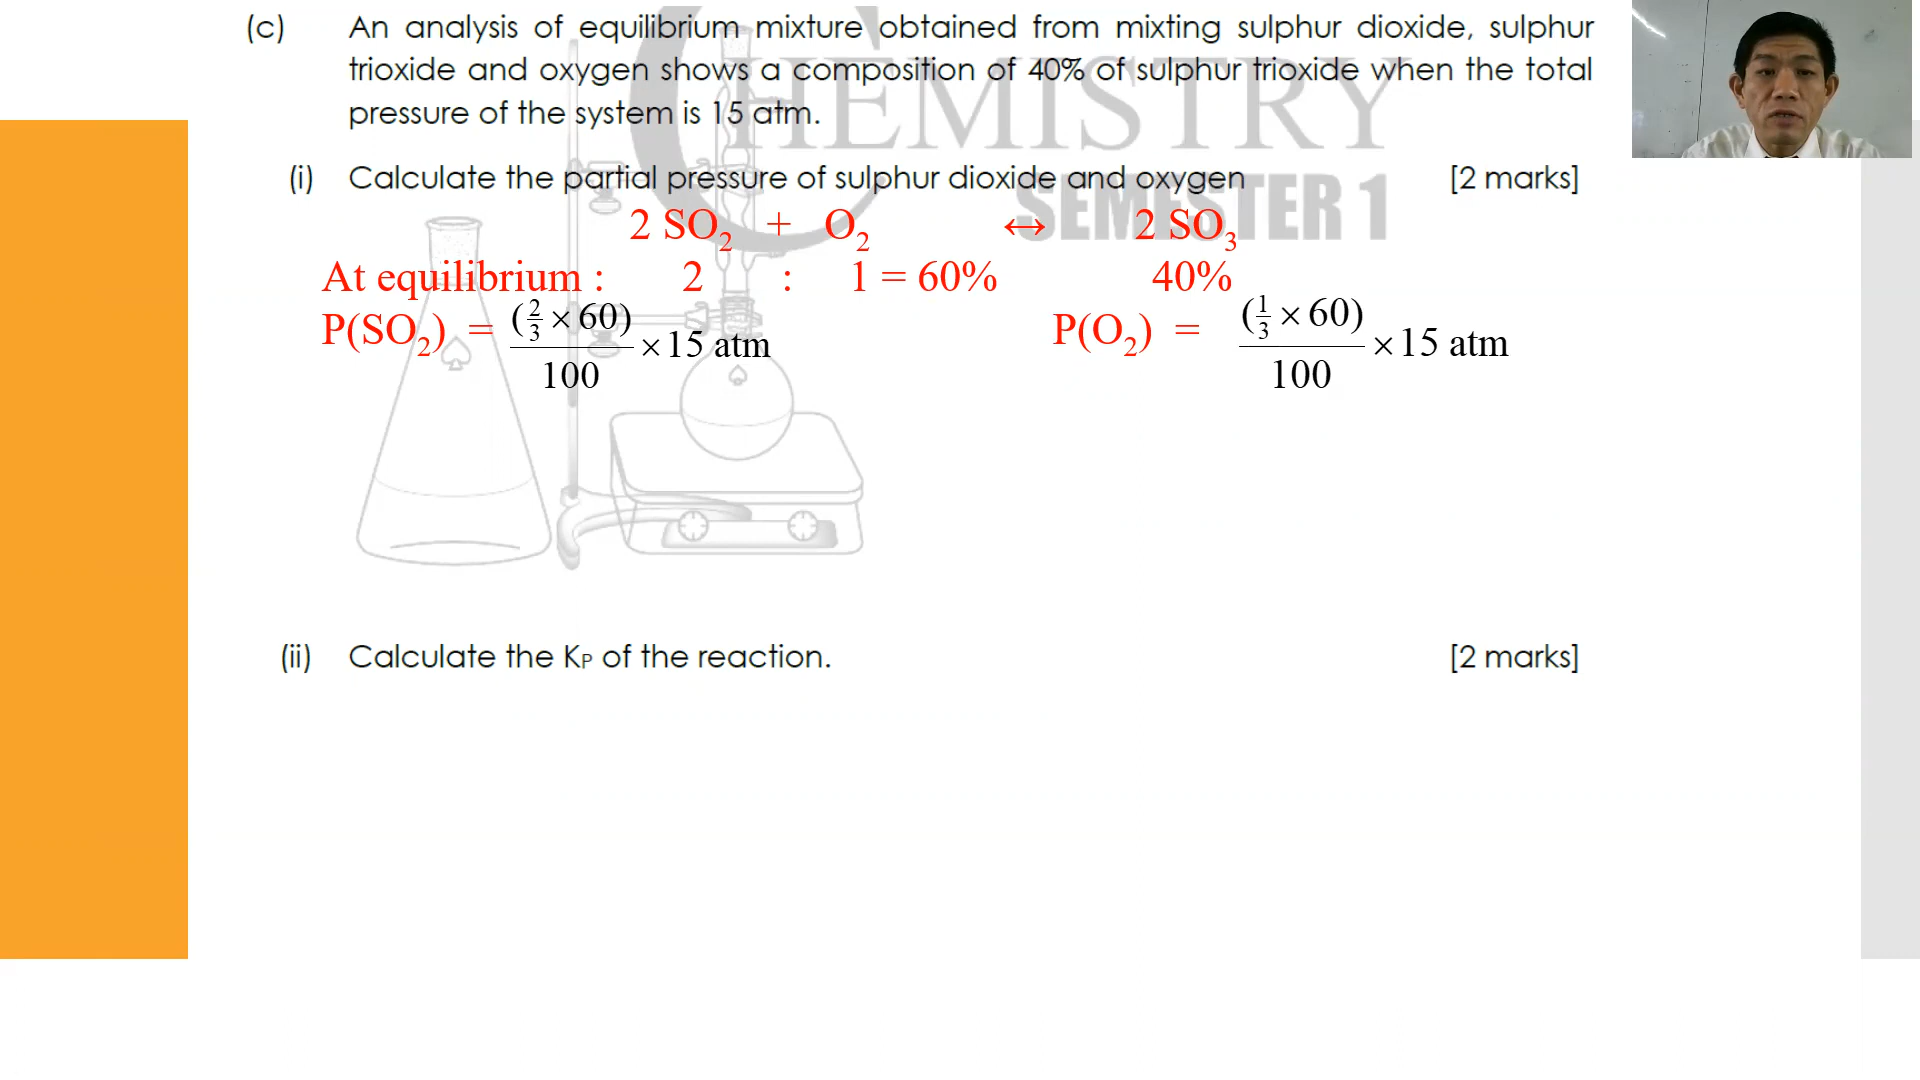 (c) An analysis of equilibrium mixture obtained from mixting sulphur dioxide, sulphur
trioxide and oxygen shows a composition of 40% of sulphur trioxide when the total
pressure of the system is 15 atm.
CHEMISTRY
SEMESTER 1
(i) Calculate the partial pressure of sulphur dioxide and oxygen [2 marks]
2 SO₂ + O₂ ↔ 2 SO₃
At equilibrium : 2 : 1 = 60% 40%
P(SO₂) = (2/3 × 60)/100 × 15 atm P(O₂) = (1/3 × 60)/100 × 15 atm
(ii) Calculate the KP of the reaction. [2 marks]